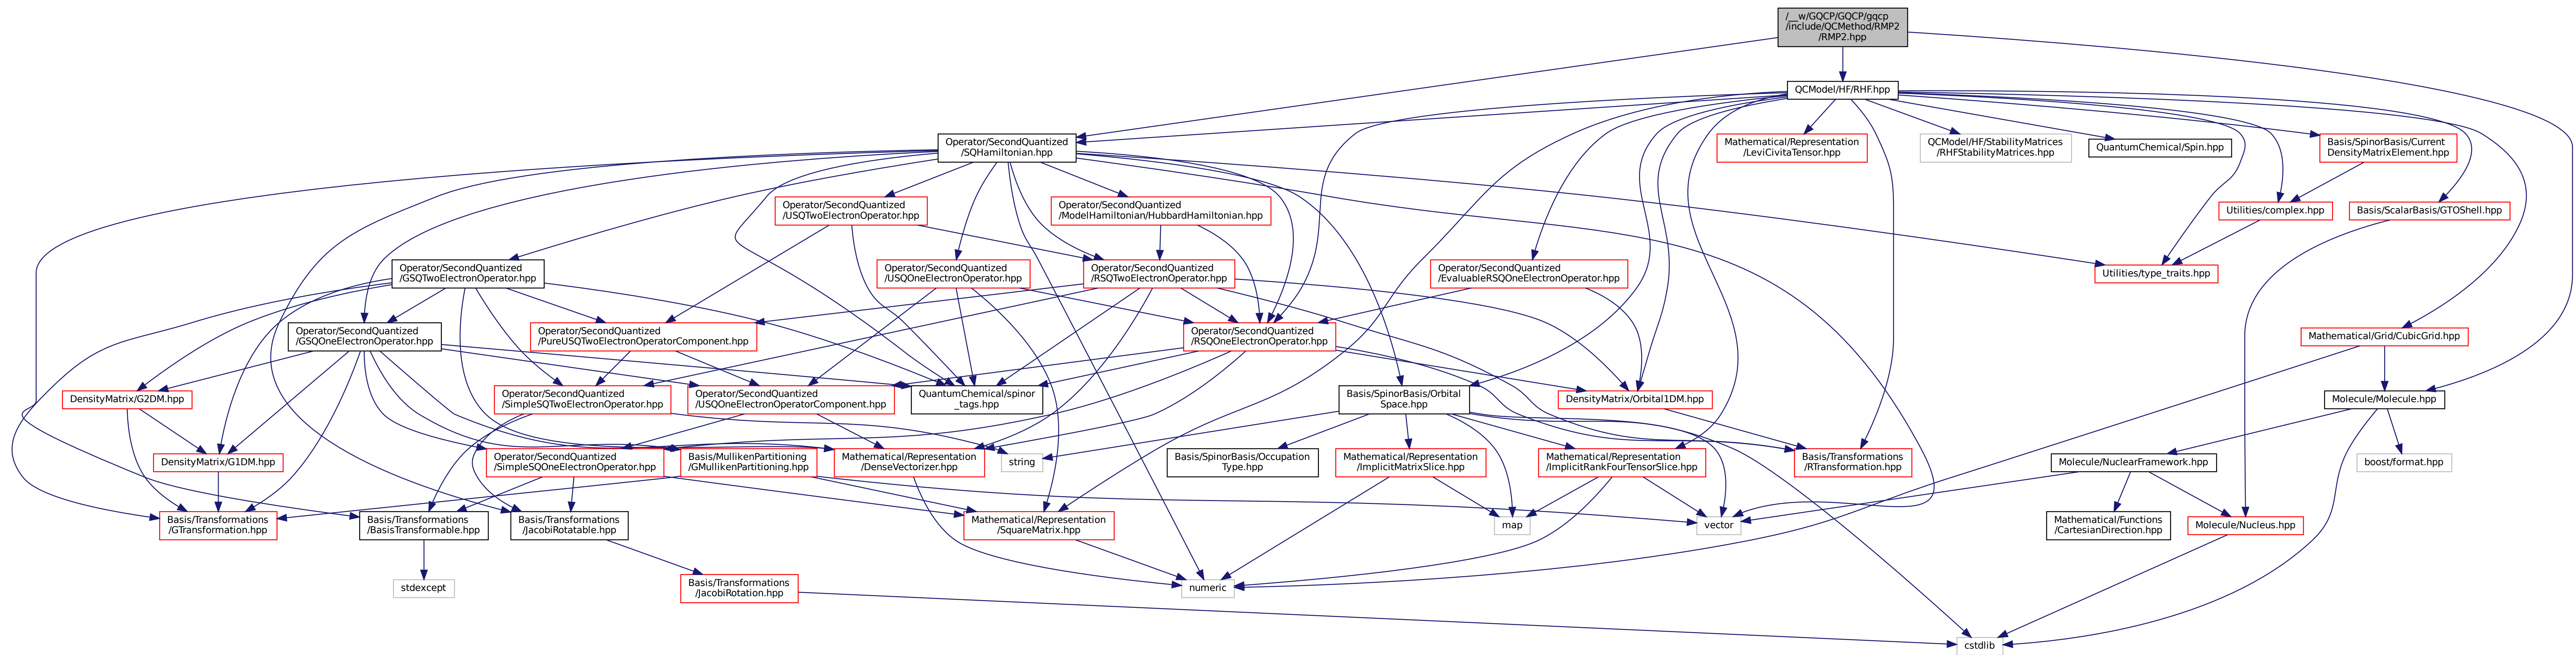 /__w/GQCP/GQCP/gqcp
/include/QCMethod/RMP2
/RMP2.hpp
QCModel/HF/RHF.hpp
Operator/SecondQuantized
/SQHamiltonian.hpp
Mathematical/Representation
/LeviCivitaTensor.hpp
QCModel/HF/StabilityMatrices
/RHFStabilityMatrices.hpp
QuantumChemical/Spin.hpp
Basis/SpinorBasis/Current
DensityMatrixElement.hpp
Operator/SecondQuantized
/USQTwoElectronOperator.hpp
Operator/SecondQuantized
/ModelHamiltonian/HubbardHamiltonian.hpp
Utilities/complex.hpp
Basis/ScalarBasis/GTOShell.hpp
Operator/SecondQuantized
/GSQTwoElectronOperator.hpp
Operator/SecondQuantized
/USQOneElectronOperator.hpp
Operator/SecondQuantized
/RSQTwoElectronOperator.hpp
Operator/SecondQuantized
/EvaluableRSQOneElectronOperator.hpp
Utilities/type_traits.hpp
Operator/SecondQuantized
/GSQOneElectronOperator.hpp
Operator/SecondQuantized
/PureUSQTwoElectronOperatorComponent.hpp
Operator/SecondQuantized
/RSQOneElectronOperator.hpp
Mathematical/Grid/CubicGrid.hpp
DensityMatrix/G2DM.hpp
Operator/SecondQuantized
/SimpleSQTwoElectronOperator.hpp
Operator/SecondQuantized
/USQOneElectronOperatorComponent.hpp
QuantumChemical/spinor
_tags.hpp
Basis/SpinorBasis/Orbital
Space.hpp
DensityMatrix/Orbital1DM.hpp
Molecule/Molecule.hpp
DensityMatrix/G1DM.hpp
Operator/SecondQuantized
/SimpleSQOneElectronOperator.hpp
Basis/MullikenPartitioning
/GMullikenPartitioning.hpp
Mathematical/Representation
/DenseVectorizer.hpp
string
Basis/SpinorBasis/Occupation
Type.hpp
Mathematical/Representation
/ImplicitMatrixSlice.hpp
Mathematical/Representation
/ImplicitRankFourTensorSlice.hpp
Basis/Transformations
/RTransformation.hpp
Molecule/NuclearFramework.hpp
boost/format.hpp
Basis/Transformations
/GTransformation.hpp
Basis/Transformations
/BasisTransformable.hpp
Basis/Transformations
/JacobiRotatable.hpp
Mathematical/Representation
/SquareMatrix.hpp
map
vector
Mathematical/Functions
/CartesianDirection.hpp
Molecule/Nucleus.hpp
stdexcept
Basis/Transformations
/JacobiRotation.hpp
numeric
cstdlib